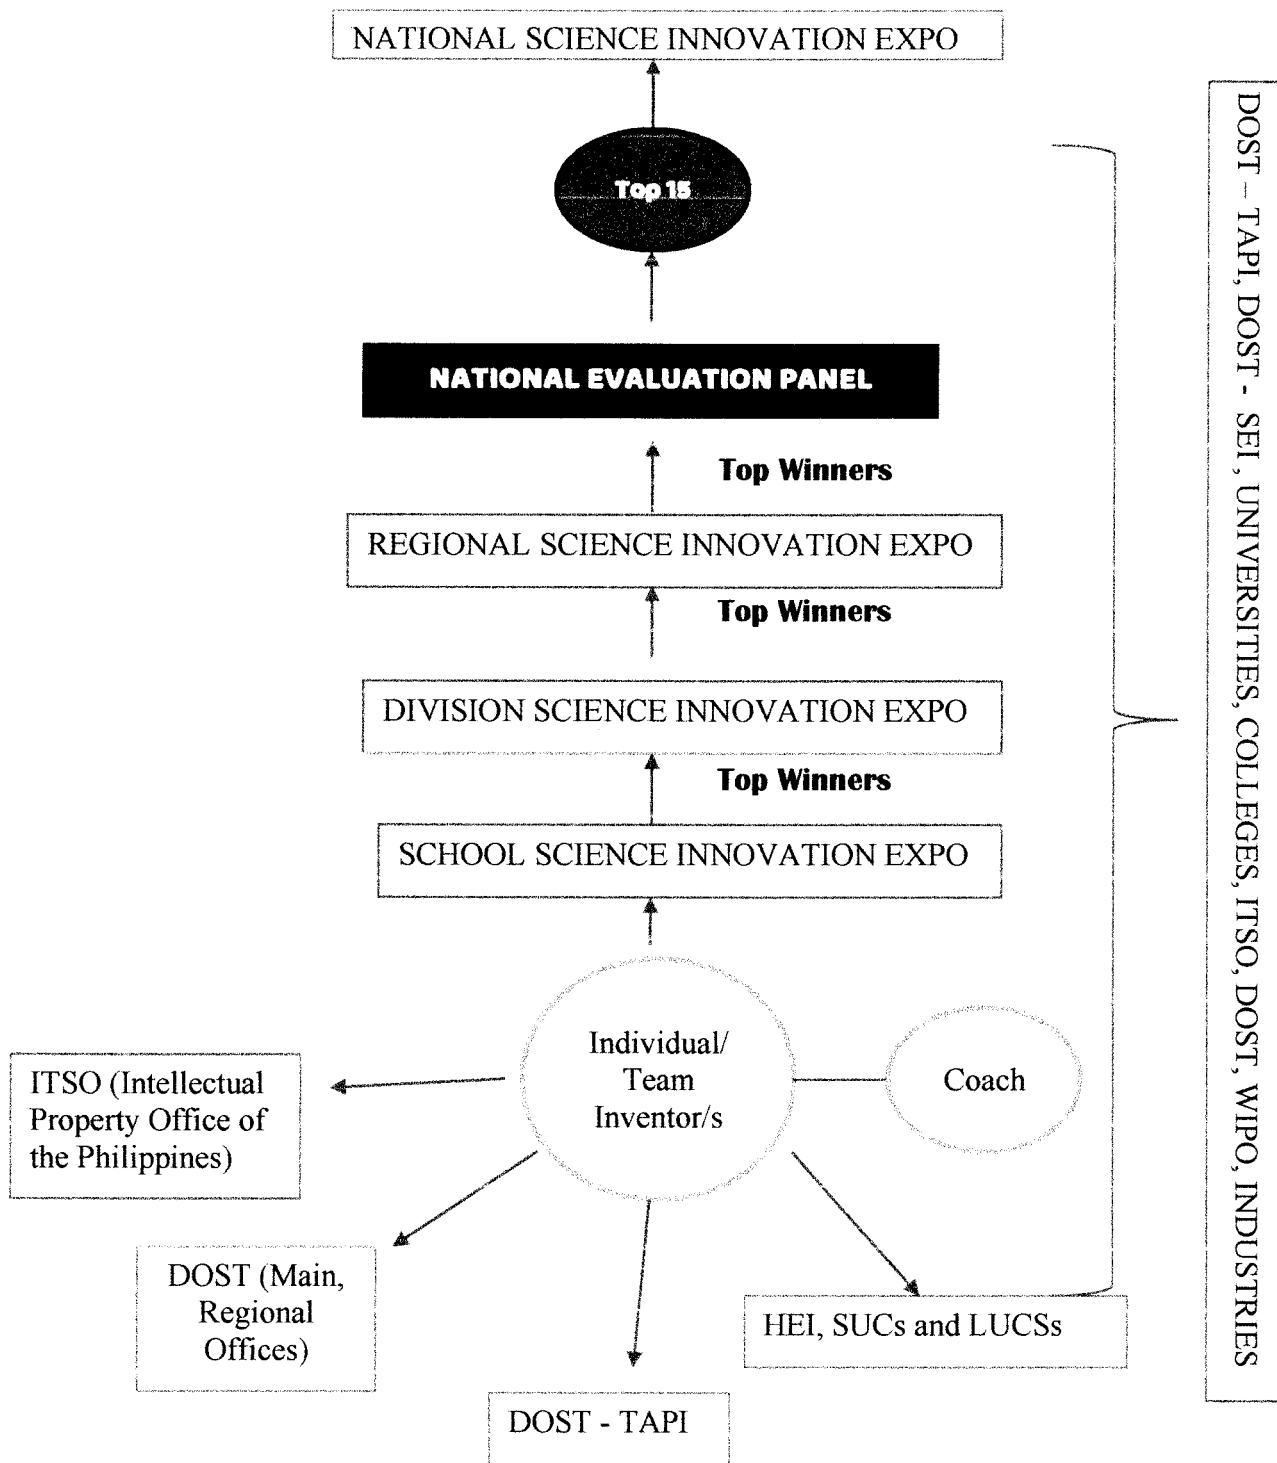 NATIONAL SCIENCE INNOVATION EXPO
Top 15
NATIONAL EVALUATION PANEL
Top Winners
REGIONAL SCIENCE INNOVATION EXPO
Top Winners
DIVISION SCIENCE INNOVATION EXPO
Top Winners
SCHOOL SCIENCE INNOVATION EXPO
Individual/
Team
Inventor/s
Coach
ITSO (Intellectual
Property Office of
the Philippines)
DOST (Main,
Regional
Offices)
DOST - TAPI
HEI, SUCs and LUCSs
DOST – TAPI, DOST - SEI , UNIVERSITIES, COLLEGES, ITSO, DOST, WIPO, INDUSTRIES